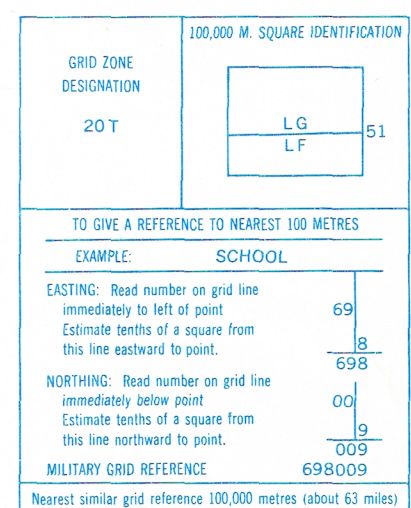 GRID ZONE
DESIGNATION
20T
100,000 M. SQUARE IDENTIFICATION
LG
LF
51
TO GIVE A REFERENCE TO NEAREST 100 METRES
EXAMPLE: SCHOOL
EASTING: Read number on grid line
immediately to left of point 69
Estimate tenths of a square from
this line eastward to point. 8
698
NORTHING: Read number on grid line
immediately below point 00
Estimate tenths of a square from
this line northward to point. 9
009
MILITARY GRID REFERENCE 698009
Nearest similar grid reference 100,000 metres (about 63 miles)